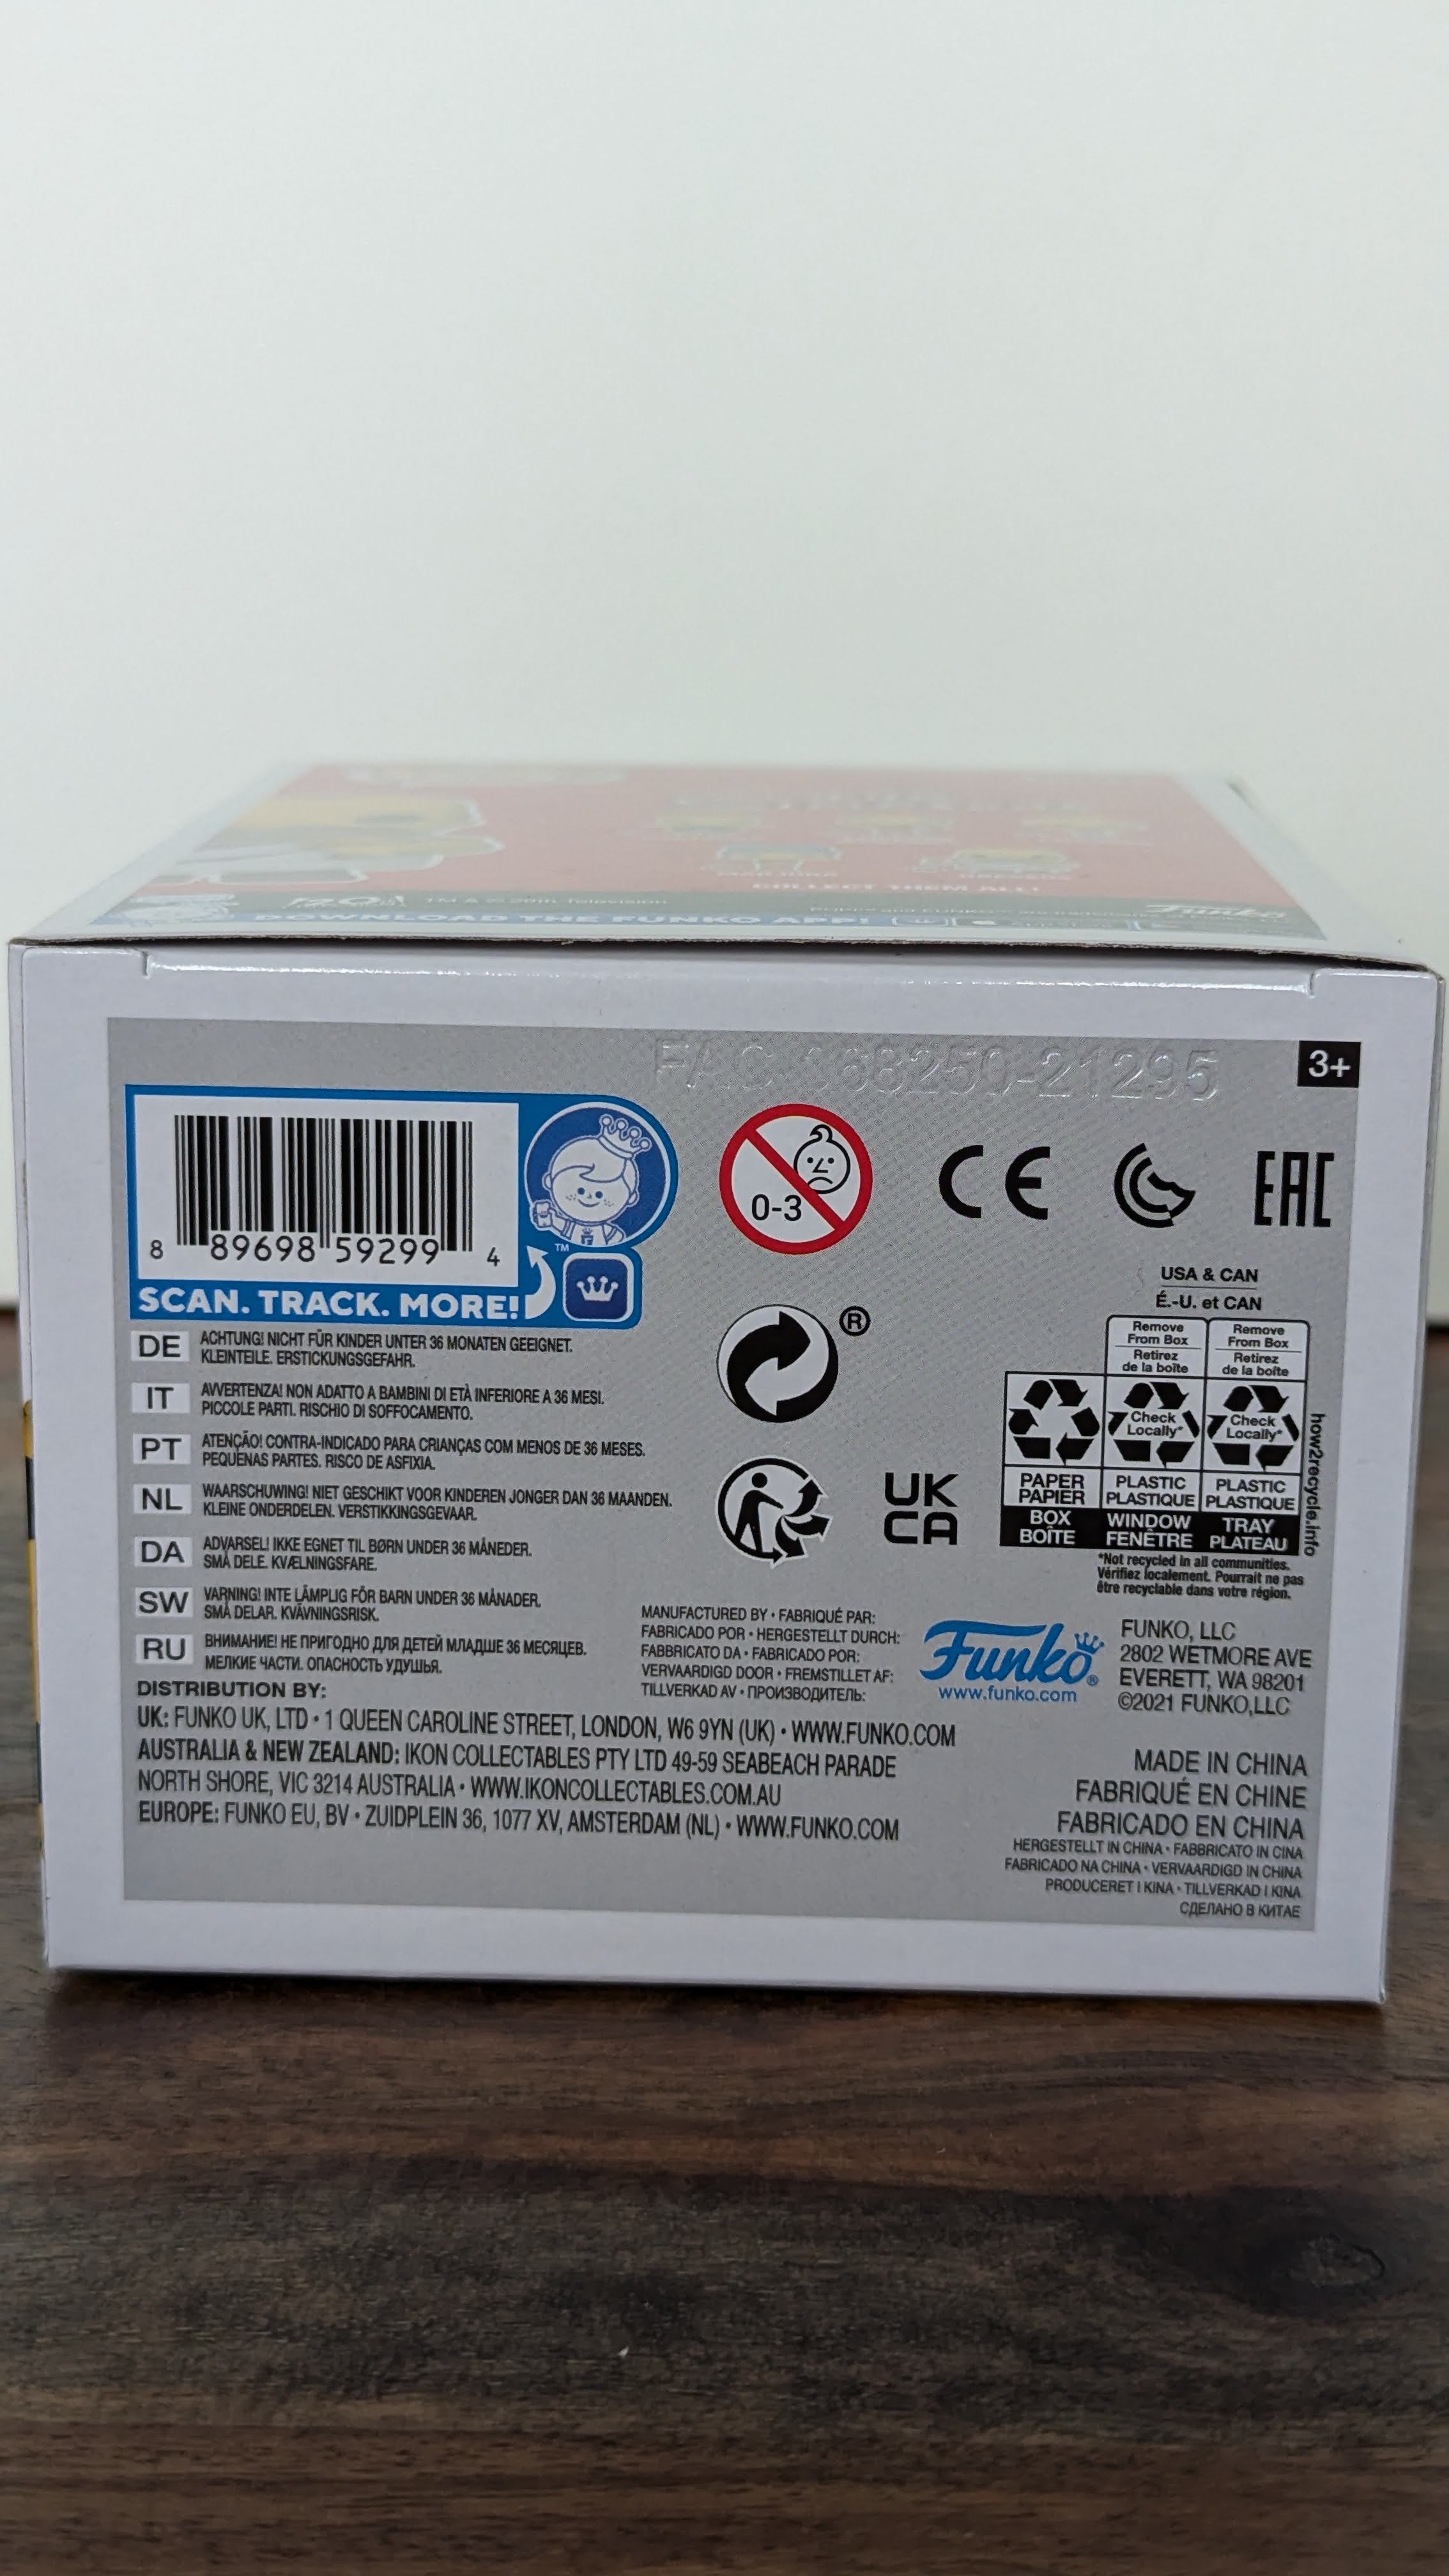 COLLECT THEM ALL!
TM & © 20th Television
DOWNLOAD THE FUNKO APP!
Funko
FAC-068250-21295
3+
8 89698 59299 4
TM
SCAN. TRACK. MORE!
0-3
CE
EAC
®
UK
CA
USA & CAN
É.-U. et CAN
Remove
From Box
Retirez
de la boîte
Remove
From Box
Retirez
de la boîte
Check
Locally*
Check
Locally*
PAPER
PAPIER
PLASTIC
PLASTIQUE
PLASTIC
PLASTIQUE
BOX
BOÎTE
WINDOW
FENÊTRE
TRAY
PLATEAU
how2recycle.info
*Not recycled in all communities.
Vérifiez localement. Pourrait ne pas
être recyclable dans votre région.
DE ACHTUNG! NICHT FÜR KINDER UNTER 36 MONATEN GEEIGNET.
KLEINTEILE. ERSTICKUNGSGEFAHR.
IT AVVERTENZA! NON ADATTO A BAMBINI DI ETÀ INFERIORE A 36 MESI.
PICCOLE PARTI. RISCHIO DI SOFFOCAMENTO.
PT ATENÇÃO! CONTRA-INDICADO PARA CRIANÇAS COM MENOS DE 36 MESES.
PEQUENAS PARTES. RISCO DE ASFIXIA.
NL WAARSCHUWING! NIET GESCHIKT VOOR KINDEREN JONGER DAN 36 MAANDEN.
KLEINE ONDERDELEN. VERSTIKKINGSGEVAAR.
DA ADVARSEL! IKKE EGNET TIL BØRN UNDER 36 MÅNEDER.
SMÅ DELE. KVÆLNINGSFARE.
SW VARNING! INTE LÄMPLIG FÖR BARN UNDER 36 MÅNADER.
SMÅ DELAR. KVÄVNINGSRISK.
RU ВНИМАНИЕ! НЕ ПРИГОДНО ДЛЯ ДЕТЕЙ МЛАДШЕ 36 МЕСЯЦЕВ.
МЕЛКИЕ ЧАСТИ. ОПАСНОСТЬ УДУШЬЯ.
MANUFACTURED BY • FABRIQUÉ PAR:
FABRICADO POR • HERGESTELLT DURCH:
FABBRICATO DA • FABRICADO POR:
VERVAARDIGD DOOR • FREMSTILLET AF:
TILLVERKAD AV • ПРОИЗВОДИТЕЛЬ:
Funko®
www.funko.com
FUNKO, LLC
2802 WETMORE AVE
EVERETT, WA 98201
©2021 FUNKO,LLC
DISTRIBUTION BY:
UK: FUNKO UK, LTD • 1 QUEEN CAROLINE STREET, LONDON, W6 9YN (UK) • WWW.FUNKO.COM
AUSTRALIA & NEW ZEALAND: IKON COLLECTABLES PTY LTD 49-59 SEABEACH PARADE
NORTH SHORE, VIC 3214 AUSTRALIA • WWW.IKONCOLLECTABLES.COM.AU
EUROPE: FUNKO EU, BV • ZUIDPLEIN 36, 1077 XV, AMSTERDAM (NL) • WWW.FUNKO.COM
MADE IN CHINA
FABRIQUÉ EN CHINE
FABRICADO EN CHINA
HERGESTELLT IN CHINA • FABBRICATO IN CINA
FABRICADO NA CHINA • VERVAARDIGD IN CHINA
PRODUCERET I KINA • TILLVERKAD I KINA
СДЕЛАНО В КИТАЕ